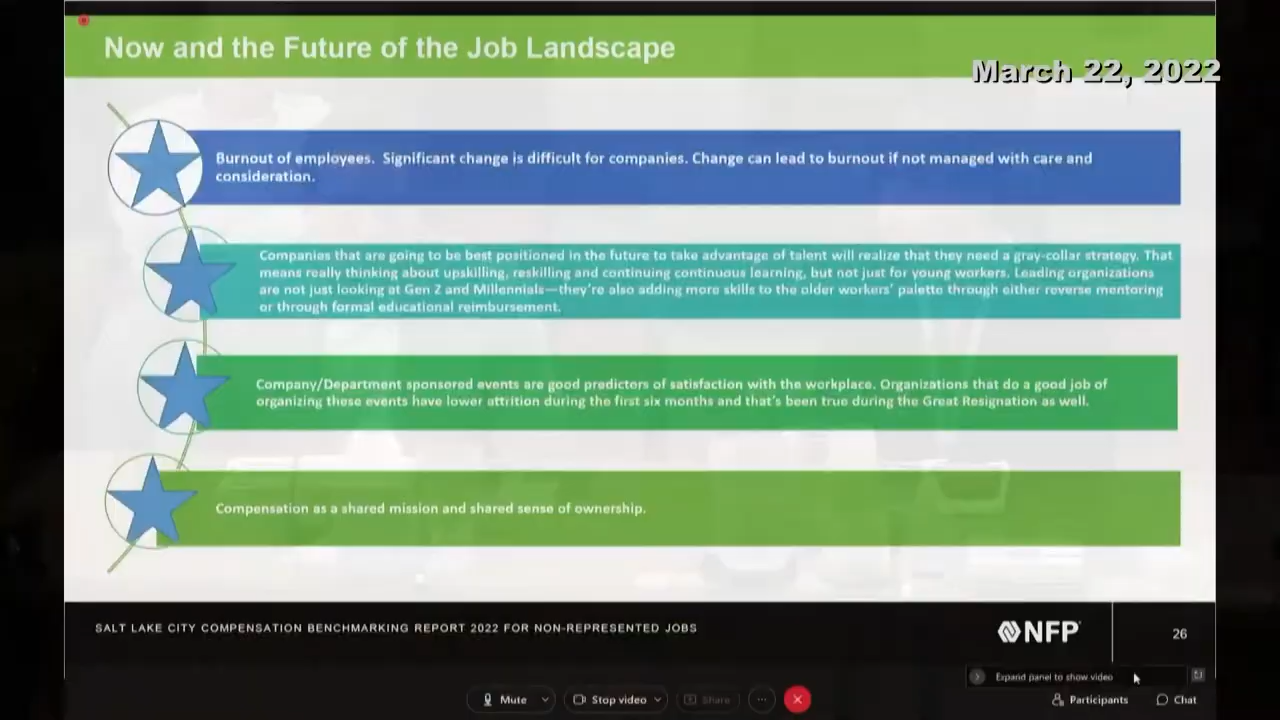 Now and the Future of the Job Landscape
March 22, 2022
Burnout of employees. Significant change is difficult for companies. Change can lead to burnout if not managed with care and
consideration.
Companies that are going to be best positioned in the future to take advantage of talent will realize that they need a gray-collar strategy. That
means really thinking about upskilling, reskilling and continuing continuous learning, but not just for young workers. Leading organizations
are not just looking at Gen Z and Millennials—they're also adding more skills to the older workers' palette through either reverse mentoring
or through formal educational reimbursement.
Company/Department sponsored events are good predictors of satisfaction with the workplace. Organizations that do a good job of
organizing these events have lower attrition during the first six months and that's been true during the Great Resignation as well.
Compensation as a shared mission and shared sense of ownership.
SALT LAKE CITY COMPENSATION BENCHMARKING REPORT 2022 FOR NON-REPRESENTED JOBS
NFP
26
Expand panel to show video
Mute
Stop video
Share
Participants
Chat